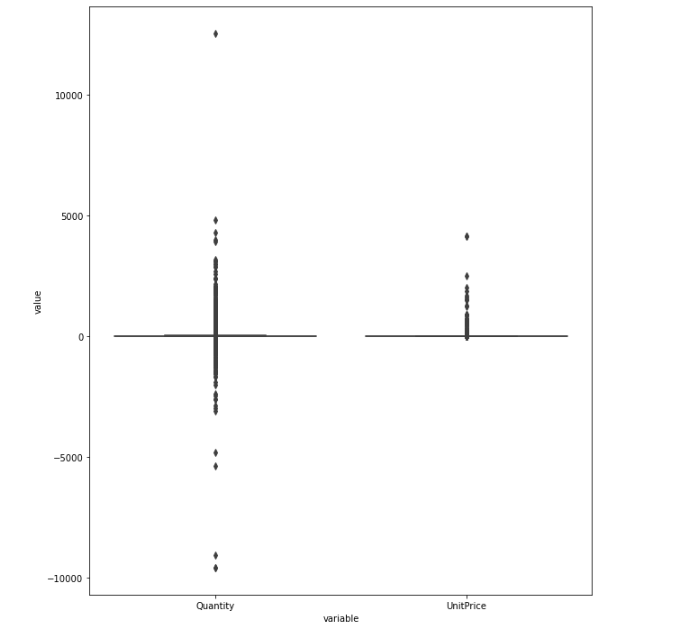 10000
5000
0
−5000
−10000
value
Quantity
UnitPrice
variable